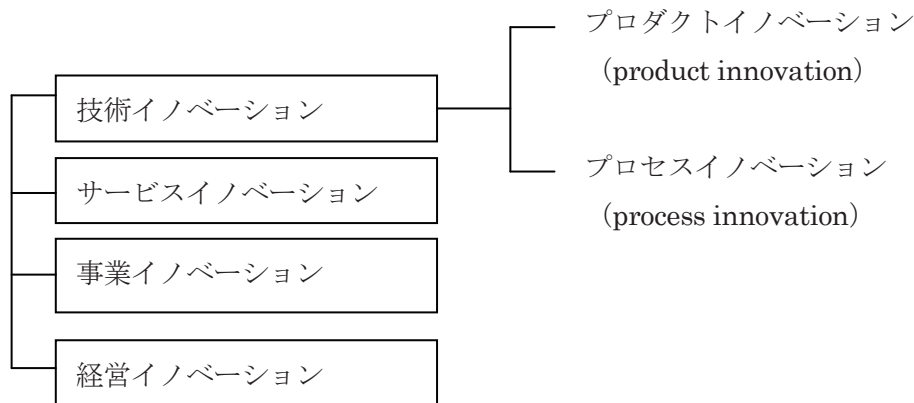 プロダクトイノベーション
（product innovation）
技術イノベーション
サービスイノベーション
プロセスイノベーション
（process innovation）
事業イノベーション
経営イノベーション